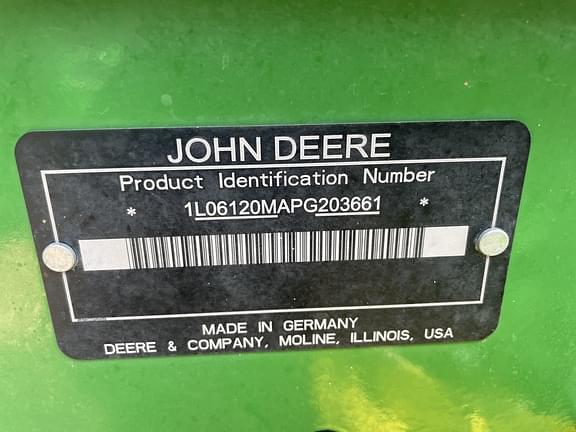 JOHN DEERE
Product Identification Number
* 1L06120MAPG203661 *
MADE IN GERMANY
DEERE & COMPANY, MOLINE, ILLINOIS, USA